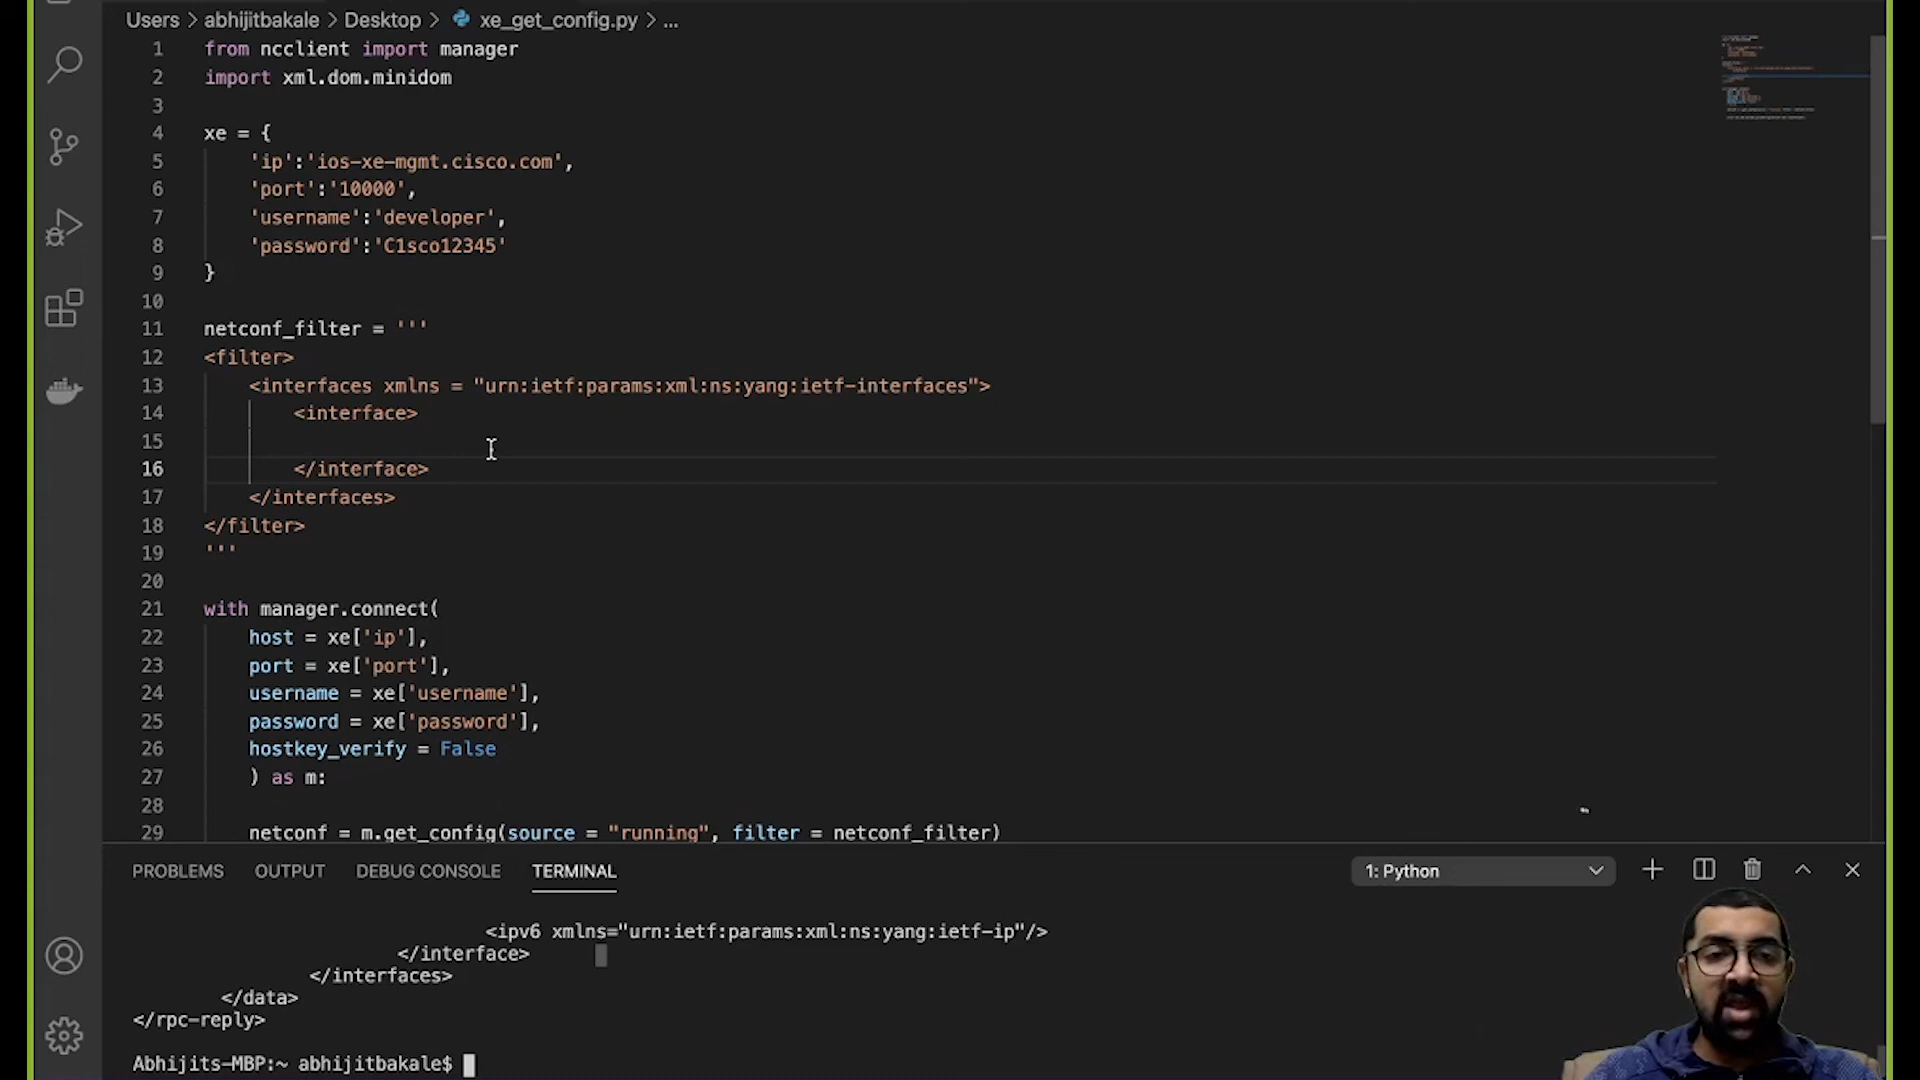 Users > abhijitbakale > Desktop > xe_get_config.py > ...
1 from ncclient import manager
2 import xml.dom.minidom
3
4 xe = {
5 'ip':'ios-xe-mgmt.cisco.com',
6 'port':'10000',
7 'username':'developer',
8 'password':'C1sco12345'
9 }
10
11 netconf_filter = '''
12 <filter>
13 <interfaces xmlns = "urn:ietf:params:xml:ns:yang:ietf-interfaces">
14 <interface>
15
16 </interface>
17 </interfaces>
18 </filter>
19 '''
20
21 with manager.connect(
22 host = xe['ip'],
23 port = xe['port'],
24 username = xe['username'],
25 password = xe['password'],
26 hostkey_verify = False
27 ) as m:
28
29 netconf = m.get_config(source = "running", filter = netconf_filter)
PROBLEMS OUTPUT DEBUG CONSOLE TERMINAL 1: Python
<ipv6 xmlns="urn:ietf:params:xml:ns:yang:ietf-ip"/>
</interface>
</interfaces>
</data>
</rpc-reply>
Abhijits-MBP:~ abhijitbakale$